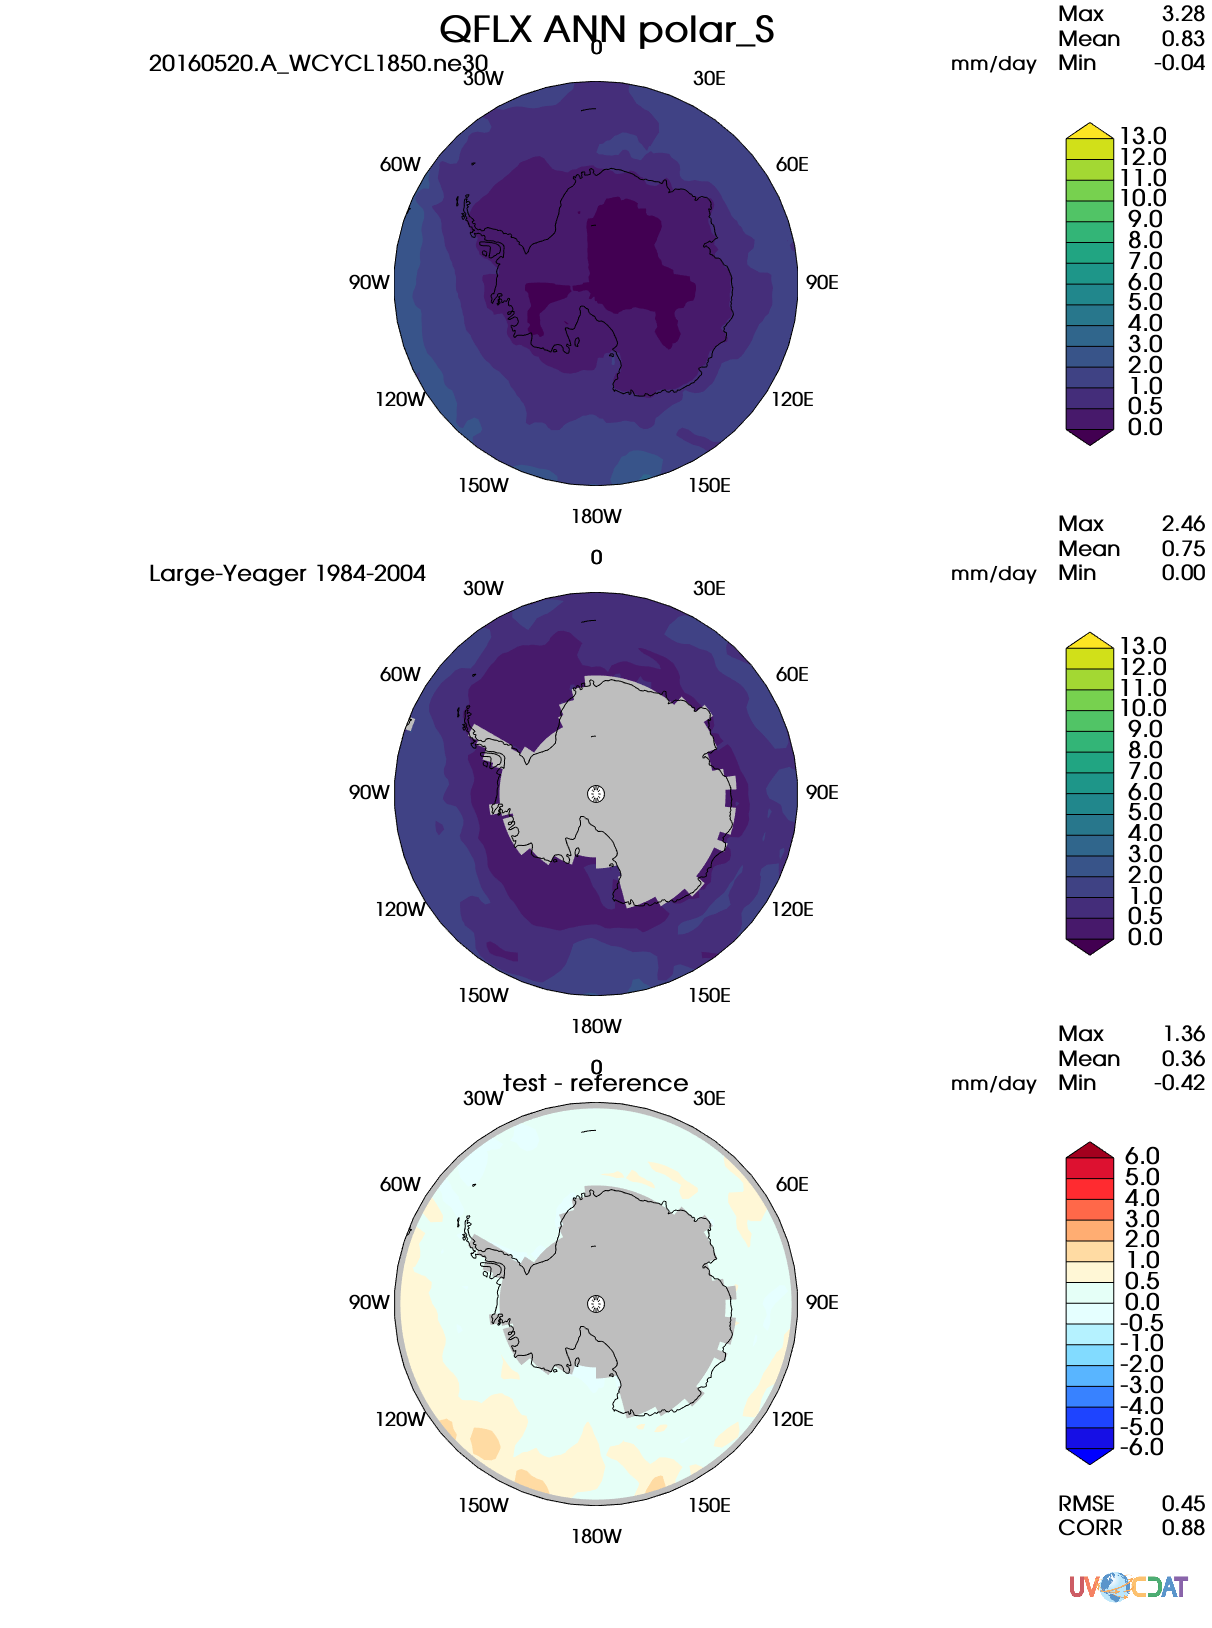 QFLX ANN polar_S
20160520.A_WCYCL1850.ne30
mm/day
Max 3.28
Mean 0.83
Min -0.04
0
30W
30E
60W
60E
90W
90E
120W
120E
150W
150E
180W
13.0
12.0
11.0
10.0
9.0
8.0
7.0
6.0
5.0
4.0
3.0
2.0
1.0
0.5
0.0
Large-Yeager 1984-2004
mm/day
Max 2.46
Mean 0.75
Min 0.00
0
30W
30E
60W
60E
90W
90E
120W
120E
150W
150E
180W
13.0
12.0
11.0
10.0
9.0
8.0
7.0
6.0
5.0
4.0
3.0
2.0
1.0
0.5
0.0
test - reference
mm/day
Max 1.36
Mean 0.36
Min -0.42
0
30W
30E
60W
60E
90W
90E
120W
120E
150W
150E
180W
6.0
5.0
4.0
3.0
2.0
1.0
0.5
0.0
-0.5
-1.0
-2.0
-3.0
-4.0
-5.0
-6.0
RMSE 0.45
CORR 0.88
UV CDAT